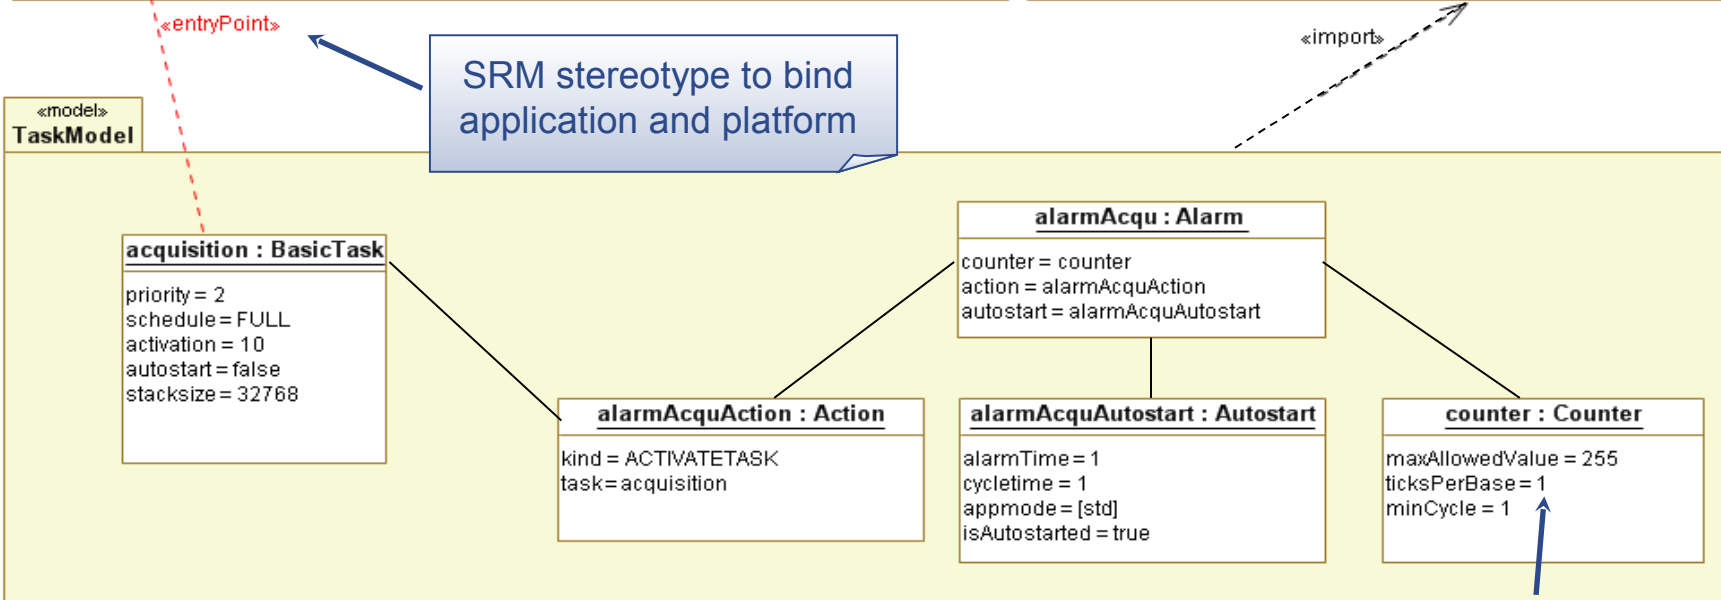 «entryPoint»
«import»
SRM stereotype to bind
application and platform
«model»
TaskModel
acquisition : BasicTask
priority = 2
schedule = FULL
activation = 10
autostart = false
stacksize = 32768
alarmAcqu : Alarm
counter = counter
action = alarmAcquAction
autostart = alarmAcquAutostart
alarmAcquAction : Action
kind = ACTIVATETASK
task=acquisition
alarmAcquAutostart : Autostart
alarmTime = 1
cycletime = 1
appmode = [std]
isAutostarted = true
counter : Counter
maxAllowedValue = 255
ticksPerBase = 1
minCycle = 1